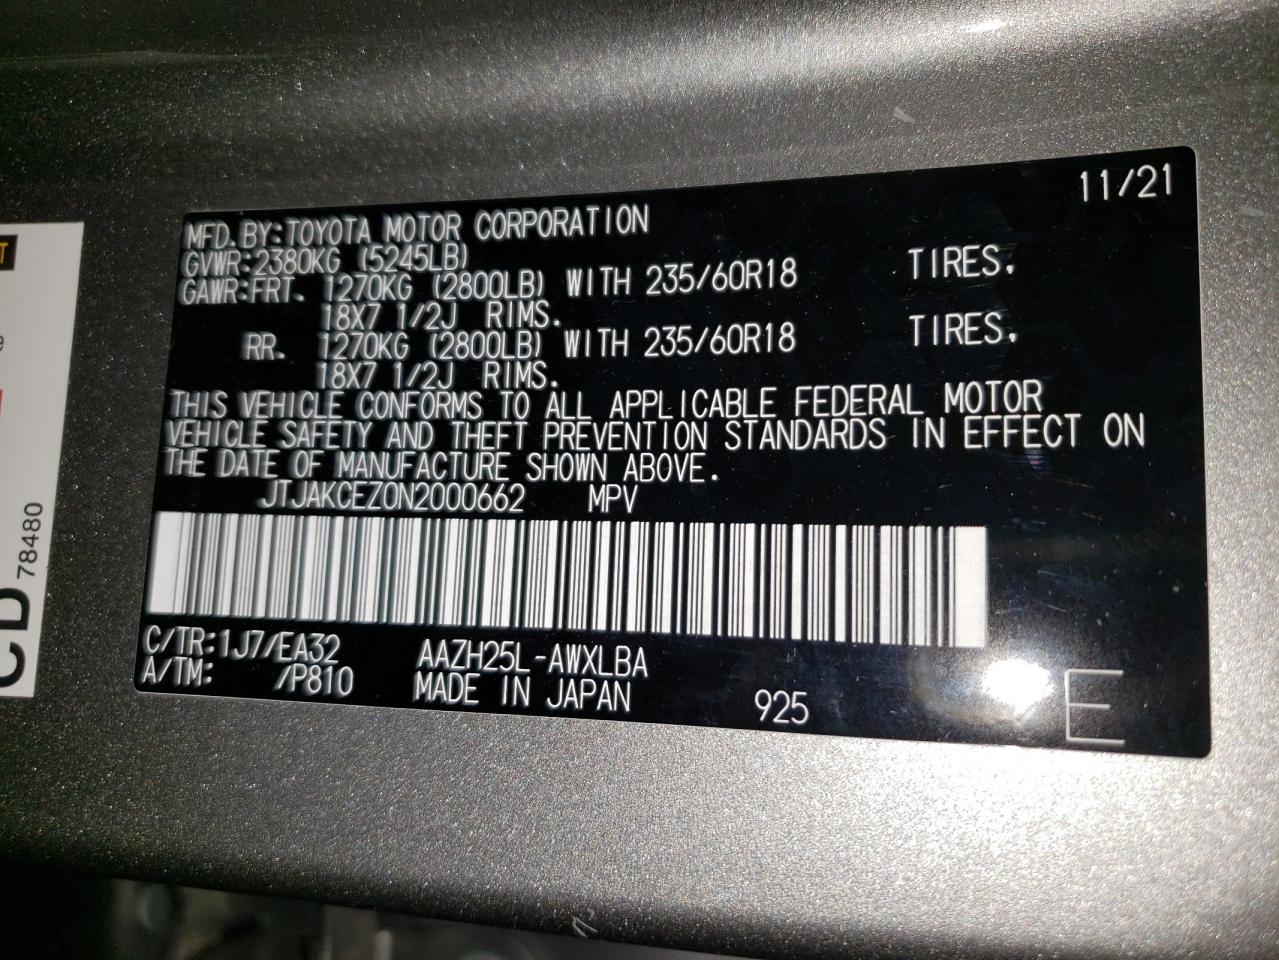 11/21
MFD.BY:TOYOTA MOTOR CORPORATION
GVWR:2380KG (5245LB)
GAWR:FRT. 1270KG (2800LB) WITH 235/60R18 TIRES.
18X7 1/2J RIMS.
RR. 1270KG (2800LB) WITH 235/60R18 TIRES.
18X7 1/2J RIMS.
THIS VEHICLE CONFORMS TO ALL APPLICABLE FEDERAL MOTOR
VEHICLE SAFETY AND THEFT PREVENTION STANDARDS IN EFFECT ON
THE DATE OF MANUFACTURE SHOWN ABOVE.
JTJAKCEZ0N2000662 MPV
C/TR:1J7/EA32 AAZH25L-AWXLBA
A/TM: /P810 MADE IN JAPAN 925 E
78480